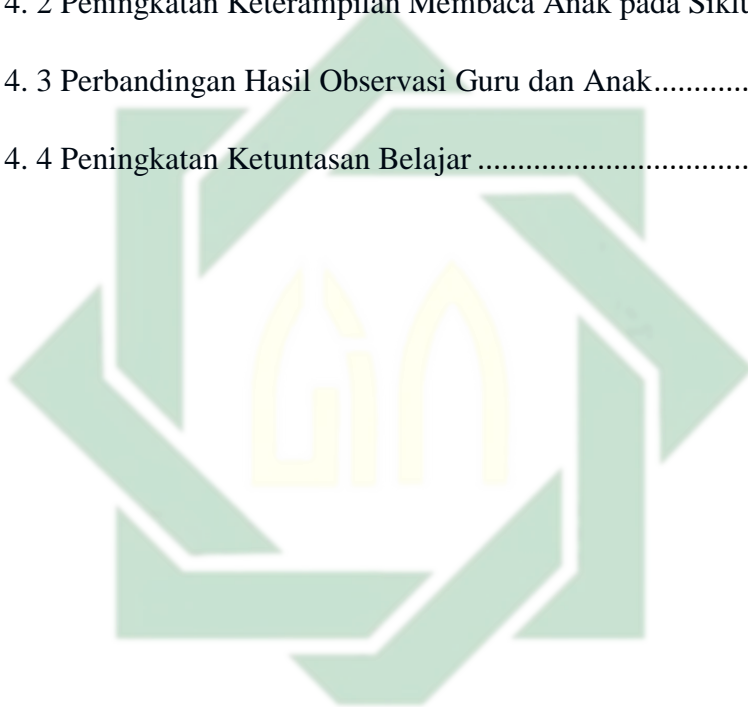 4. 2 Peningkatan Keterampilan Membaca Anak pada Siklu
4. 3 Perbandingan Hasil Observasi Guru dan Anak............
4. 4 Peningkatan Ketuntasan Belajar .................................